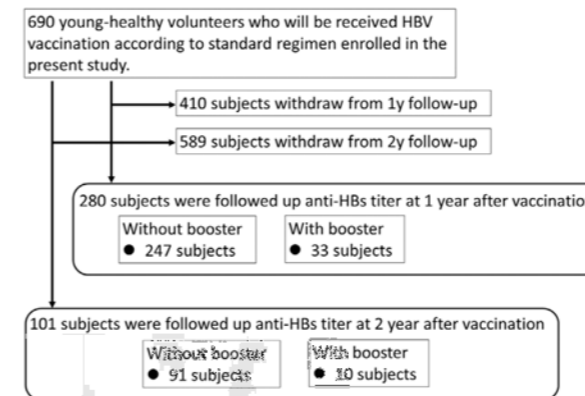 690 young-healthy volunteers who will be received HBV
vaccination according to standard regimen enrolled in the
present study.
410 subjects withdraw from 1y follow-up
589 subjects withdraw from 2y follow-up
280 subjects were followed up anti-HBs titer at 1 year after vaccinatio
Without booster
● 247 subjects
With booster
● 33 subjects
101 subjects were followed up anti-HBs titer at 2 year after vaccination
Without booster
● 91 subjects
With booster
● 10 subjects